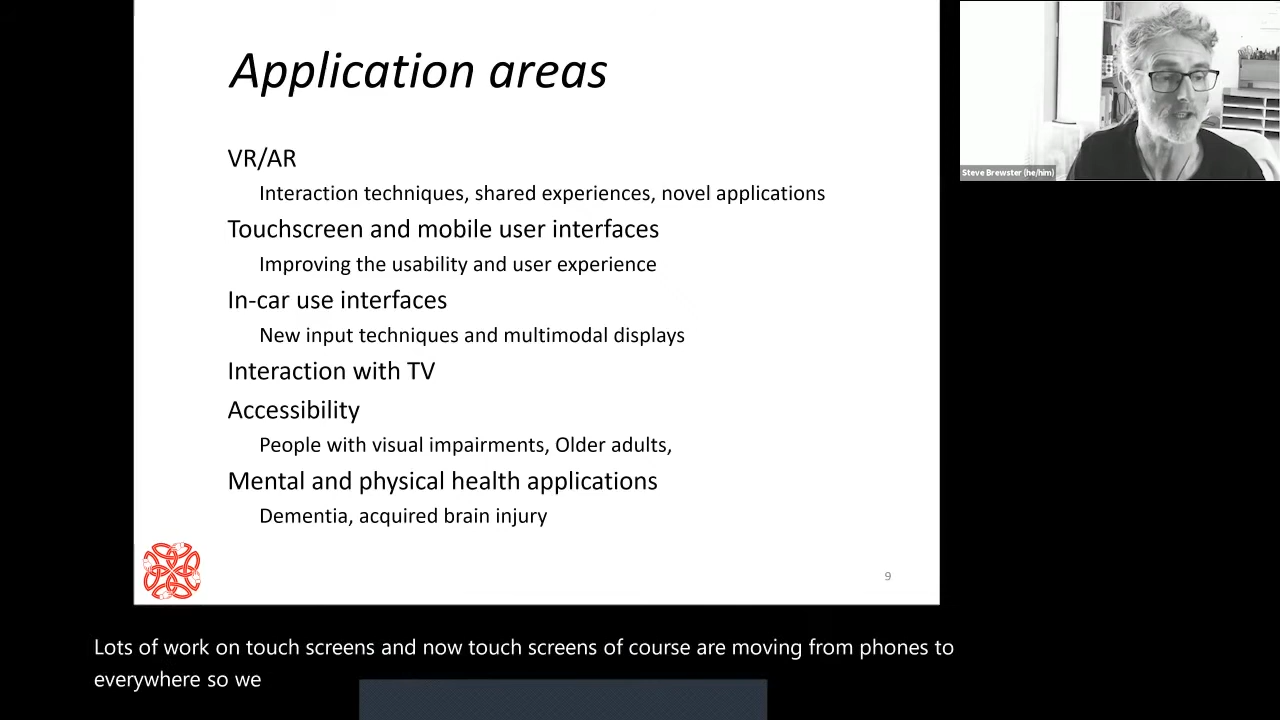 Application areas
VR/AR
Interaction techniques, shared experiences, novel applications
Touchscreen and mobile user interfaces
Improving the usability and user experience
In-car use interfaces
New input techniques and multimodal displays
Interaction with TV
Accessibility
People with visual impairments, Older adults,
Mental and physical health applications
Dementia, acquired brain injury
9
Steve Brewster (he/him)
Lots of work on touch screens and now touch screens of course are moving from phones to
everywhere so we